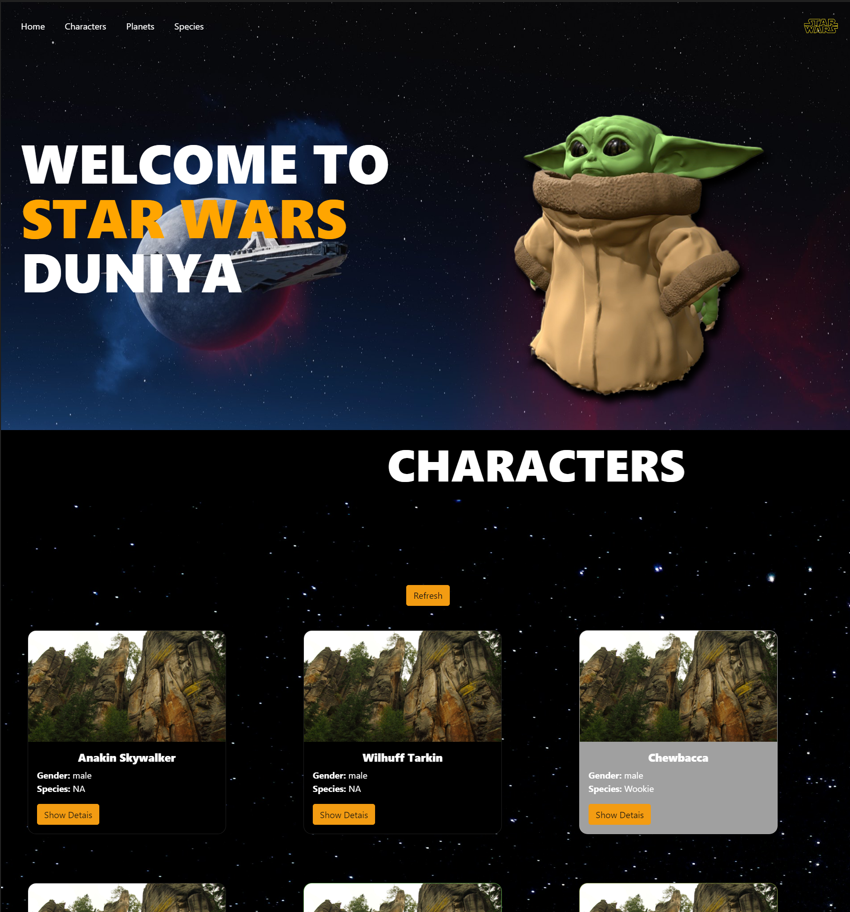 Home Characters Planets Species
STAR
WARS
WELCOME TO
STAR WARS
DUNIYA
CHARACTERS
Refresh
Anakin Skywalker
Gender: male
Species: NA
Show Detais
Wilhuff Tarkin
Gender: male
Species: NA
Show Detais
Chewbacca
Gender: male
Species: Wookie
Show Detais